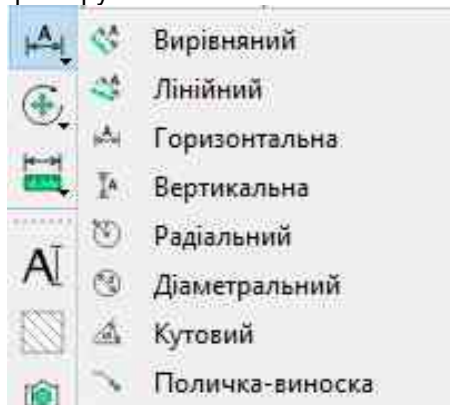 Вирівняний
Лінійний
Горизонтальна
Вертикальна
Радіальний
Діаметральний
Кутовий
Поличка-виноска